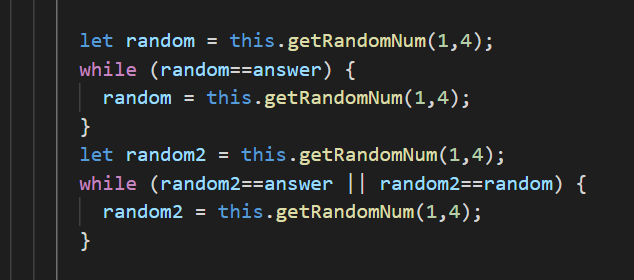 let random = this.getRandomNum(1,4);
while (random==answer) {
random = this.getRandomNum(1,4);
}
let random2 = this.getRandomNum(1,4);
while (random2==answer || random2==random) {
random2 = this.getRandomNum(1,4);
}